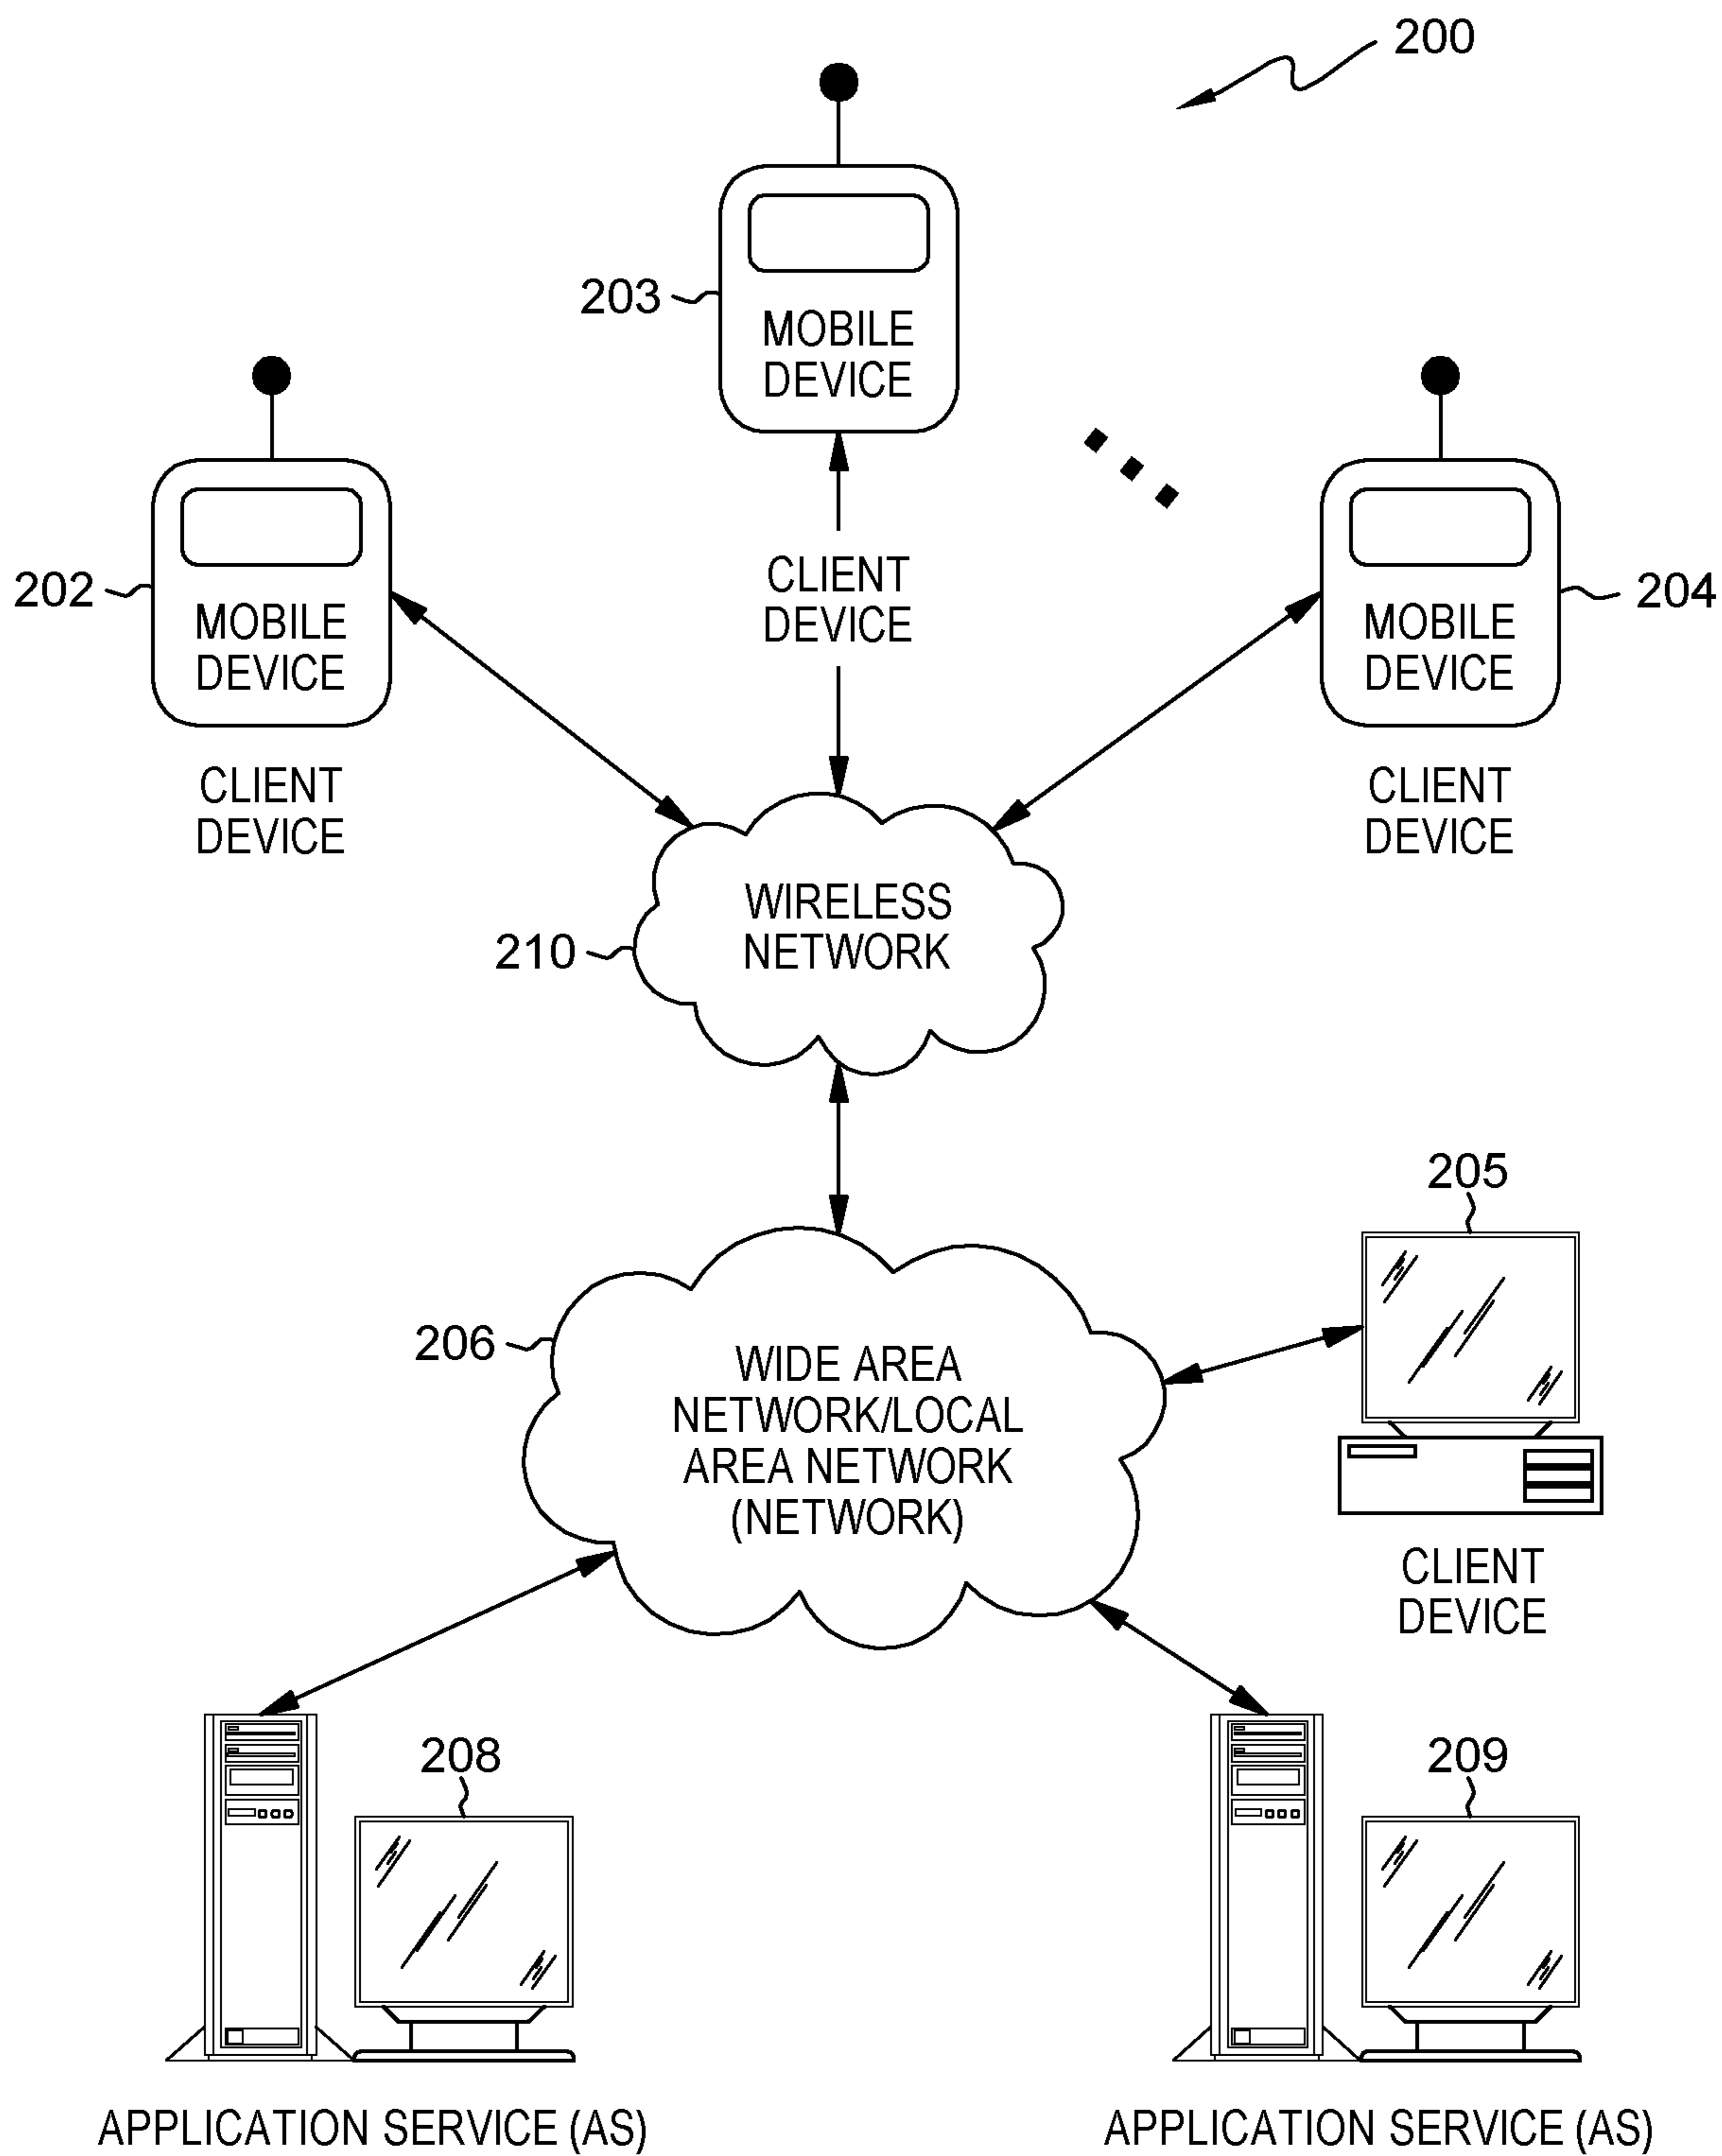 200
203
MOBILE
DEVICE
202
MOBILE
DEVICE
CLIENT
DEVICE
CLIENT
DEVICE
204
MOBILE
DEVICE
CLIENT
DEVICE
210
WIRELESS
NETWORK
205
206
WIDE AREA
NETWORK/LOCAL
AREA NETWORK
(NETWORK)
CLIENT
DEVICE
208
209
APPLICATION SERVICE (AS)
APPLICATION SERVICE (AS)